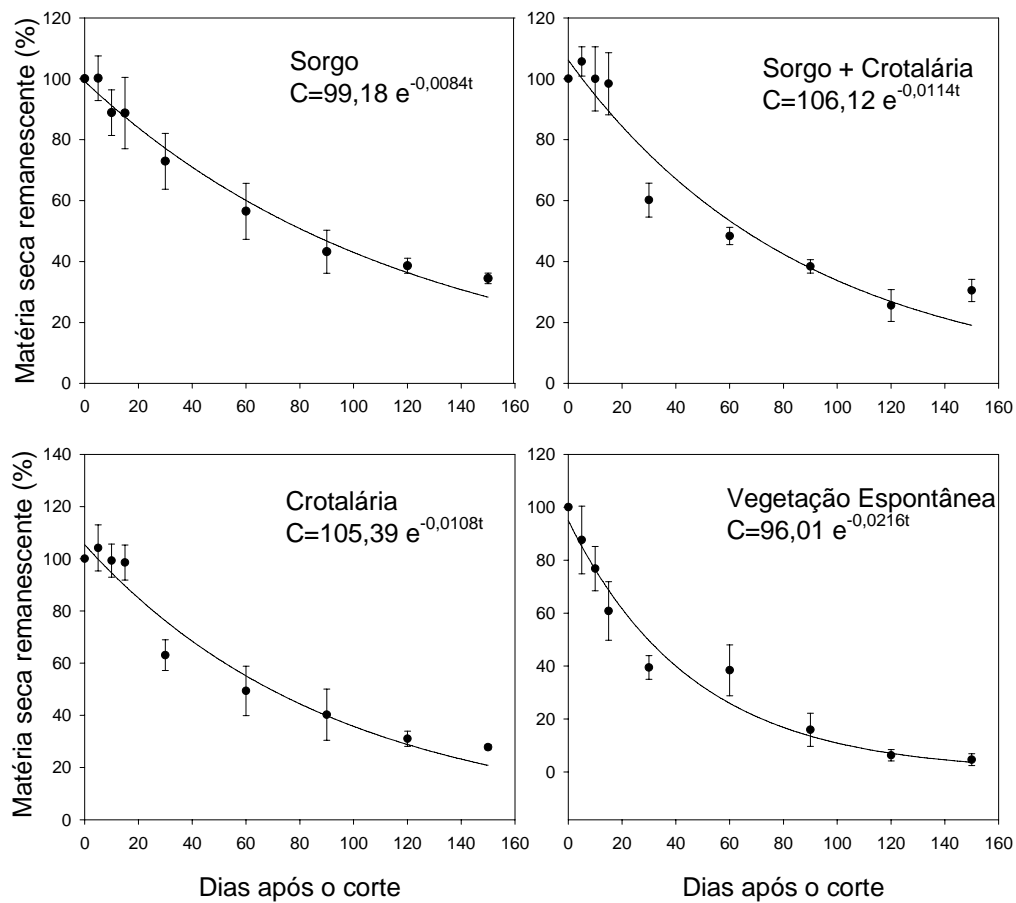 Matéria seca remanescente (%)
120
100
80
60
40
20
0
Sorgo
C=99,18 e-0,0084t
0 20 40 60 80 100 120 140 160
120
100
80
60
40
20
0
Sorgo + Crotalária
C=106,12 e-0,0114t
0 20 40 60 80 100 120 140 160
Matéria seca remanescente (%)
140
120
100
80
60
40
20
0
Crotalária
C=105,39 e-0,0108t
0 20 40 60 80 100 120 140 160
Dias após o corte
120
100
80
60
40
20
0
Vegetação Espontânea
C=96,01 e-0,0216t
0 20 40 60 80 100 120 140 160
Dias após o corte